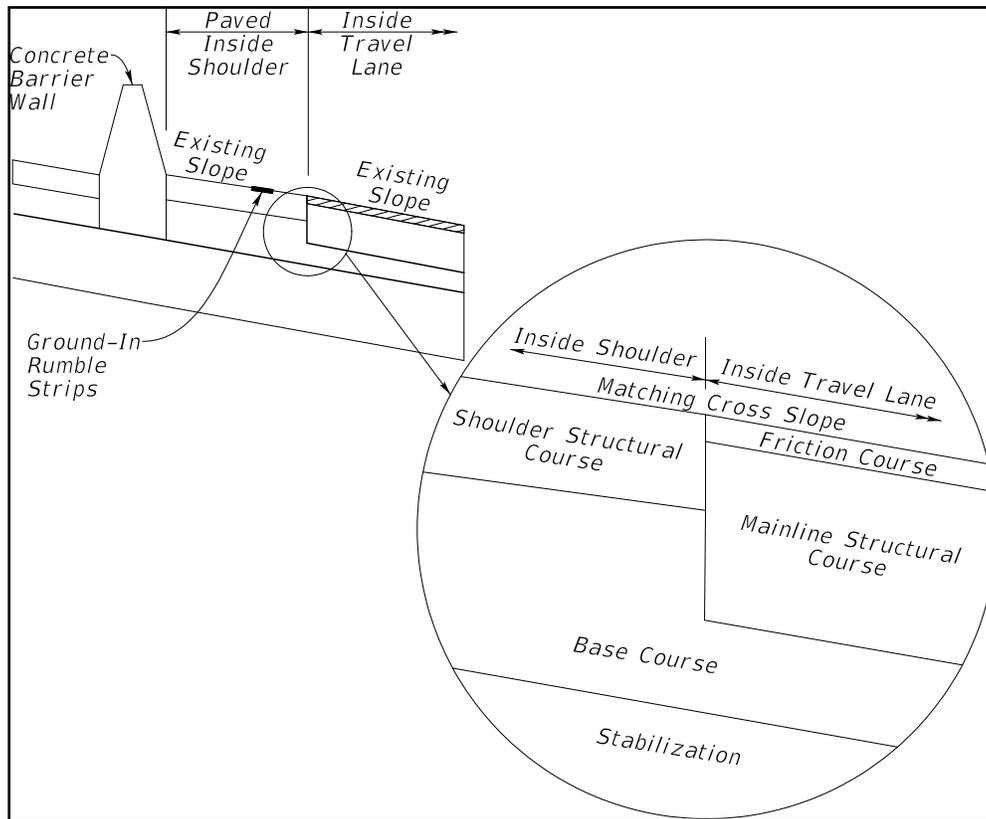 Paved
Inside
Shoulder
Inside
Travel
Lane
Concrete
Barrier
Wall
Existing
Slope
Existing
Slope
Ground-In
Rumble
Strips
Inside Shoulder
Inside Travel Lane
Matching Cross Slope
Friction Course
Shoulder Structural
Course
Mainline Structural
Course
Base Course
Stabilization